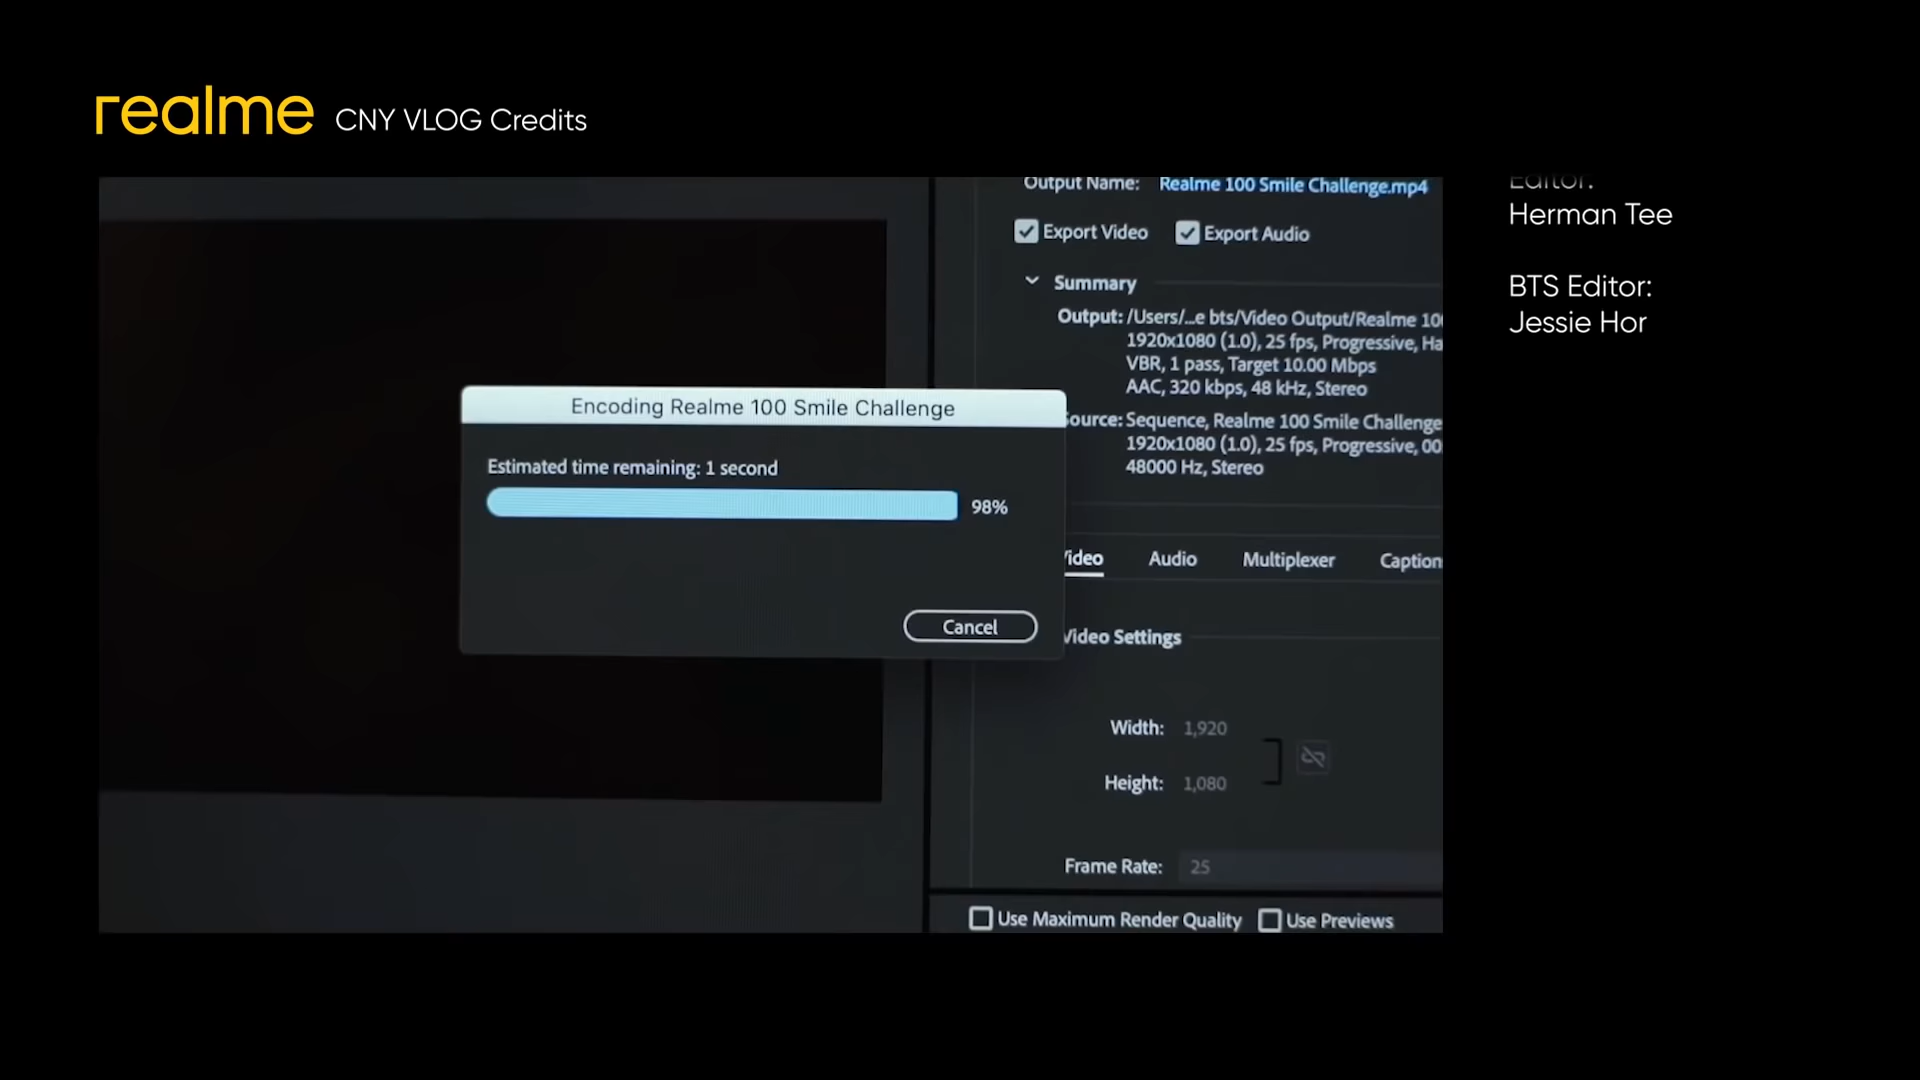 realme CNY VLOG Credits
Output Name: Realme 100 Smile Challenge.mp4
Export Video Export Audio
Summary
Output: /Users/...e bts/Video Output/Realme 10
1920x1080 (1.0), 25 fps, Progressive, Ha
VBR, 1 pass, Target 10.00 Mbps
AAC, 320 kbps, 48 kHz, Stereo
Source: Sequence, Realme 100 Smile Challenge
1920x1080 (1.0), 25 fps, Progressive, 00
48000 Hz, Stereo
Encoding Realme 100 Smile Challenge
Estimated time remaining: 1 second
98%
Cancel
Video Audio Multiplexer Caption
Video Settings
Width: 1,920
Height: 1,080
Frame Rate: 25
Use Maximum Render Quality Use Previews
Editor:
Herman Tee
BTS Editor:
Jessie Hor